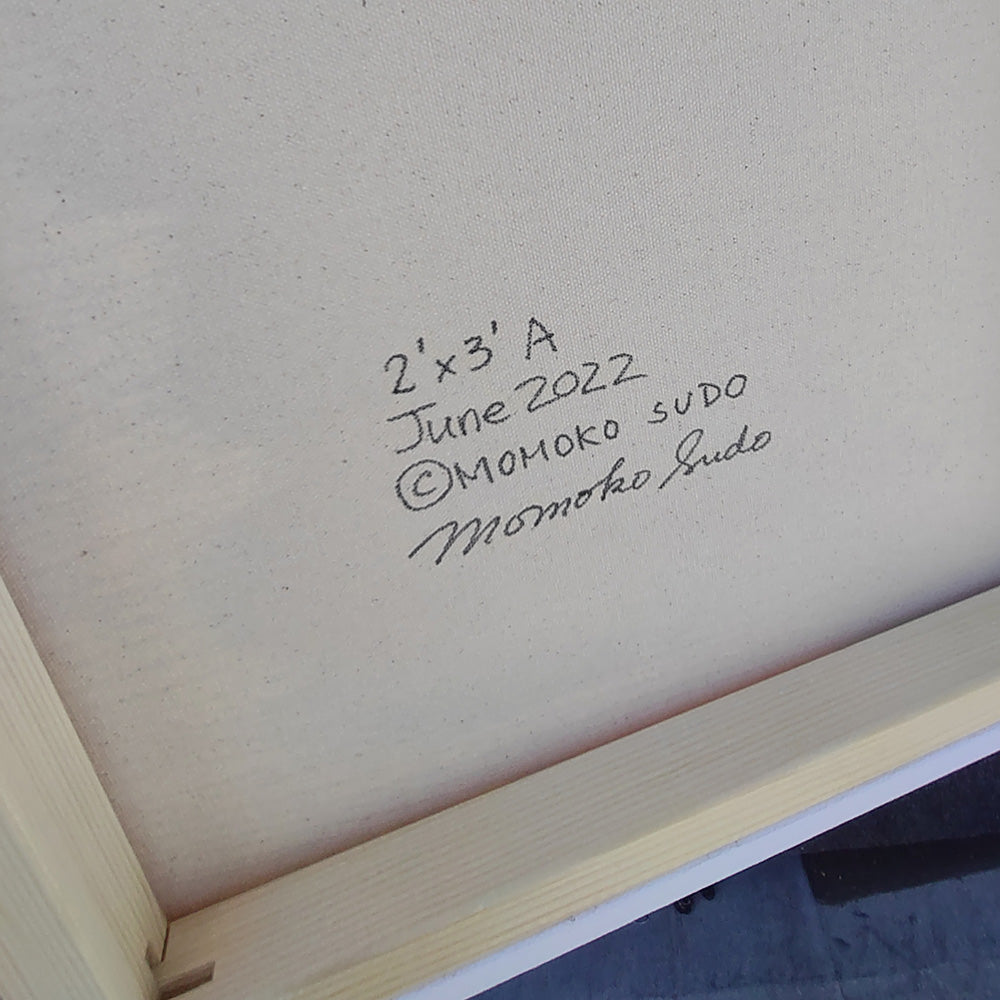 2'x3' A
June 2022
©MOMOKO SUDO
Momoko Sudo